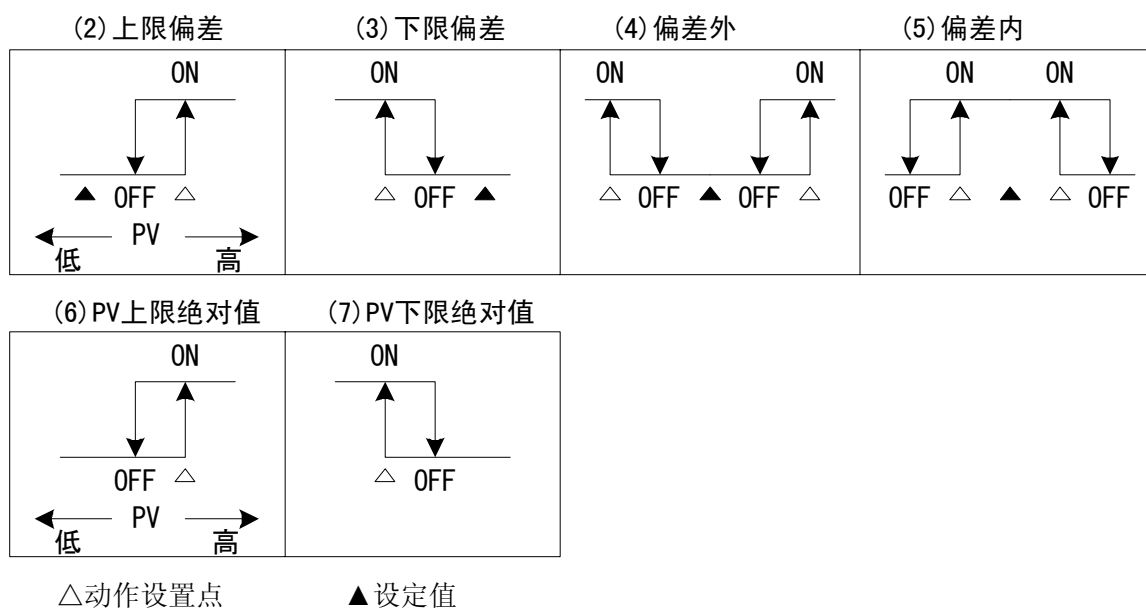 (2)上限偏差 (3)下限偏差 (4)偏差外 (5)偏差内
ON ON ON ON ON ON
▲ OFF △ △ OFF ▲ △ OFF ▲ OFF △ OFF △ ▲ △ OFF
PV
低 高
(6)PV上限绝对值 (7)PV下限绝对值
ON ON
OFF △ △ OFF
PV
低 高
△动作设置点 ▲设定值